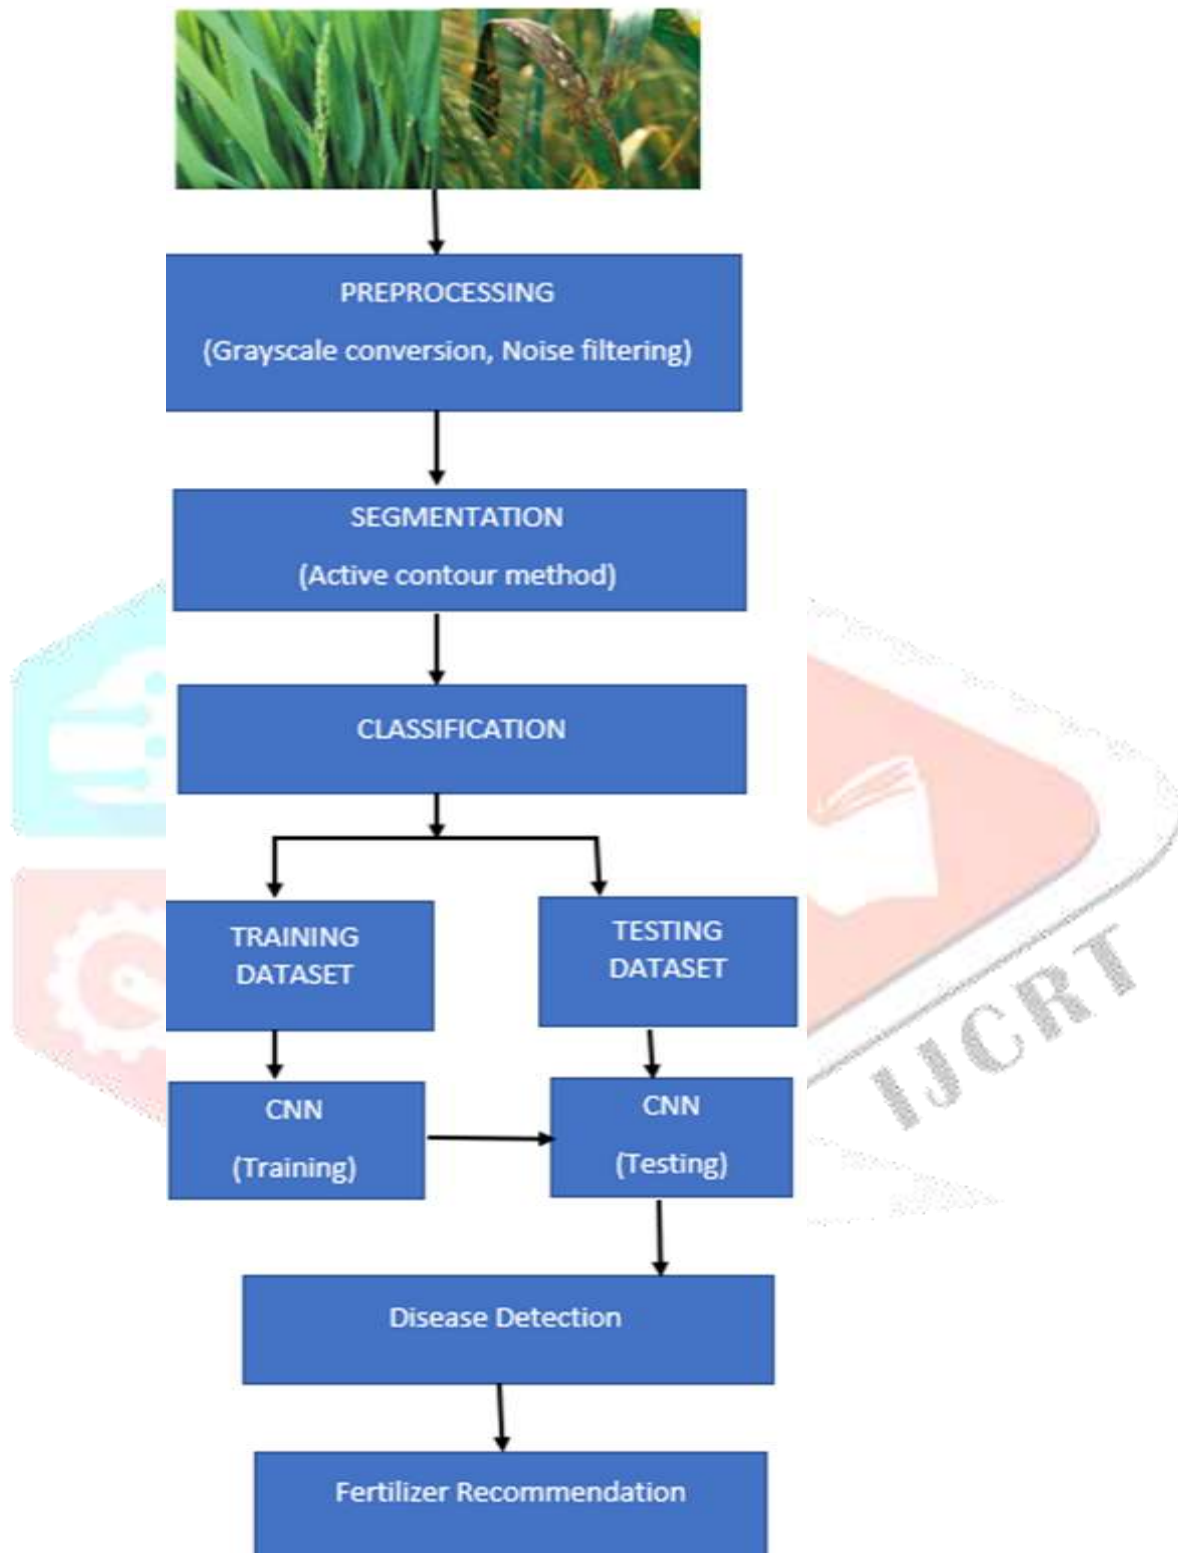 PREPROCESSING
(Grayscale conversion, Noise filtering)
SEGMENTATION
(Active contour method)
CLASSIFICATION
TRAINING
DATASET
TESTING
DATASET
CNN
(Training)
CNN
(Testing)
IJCRT
Disease Detection
Fertilizer Recommendation